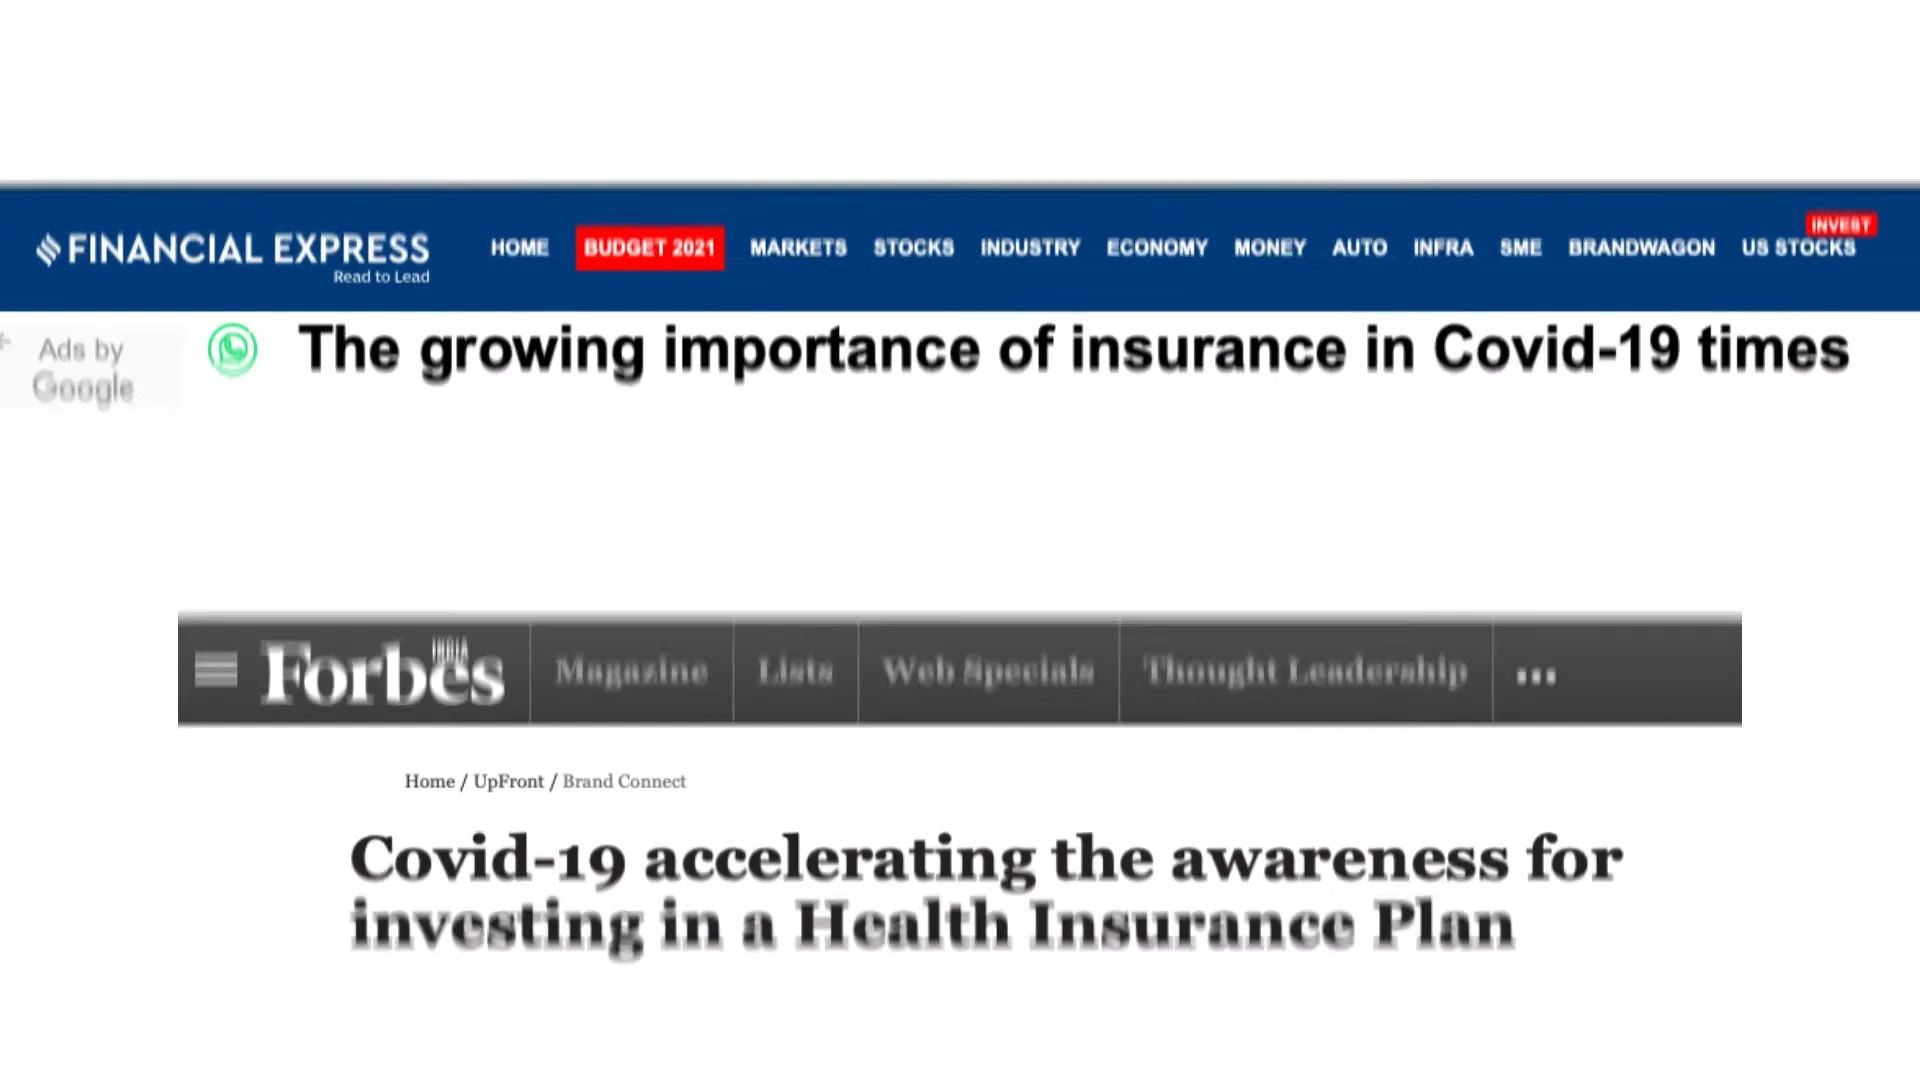 INVEST
FINANCIAL EXPRESS HOME BUDGET 2021 MARKETS STOCKS INDUSTRY ECONOMY MONEY AUTO INFRA SME BRANDWAGON US STOCKS
Read to Lead
Ads by
Google
The growing importance of insurance in Covid-19 times
Forbes INDIA Magazine Lists Web Specials Thought Leadership ...
Home / UpFront / Brand Connect
Covid-19 accelerating the awareness for
investing in a Health Insurance Plan